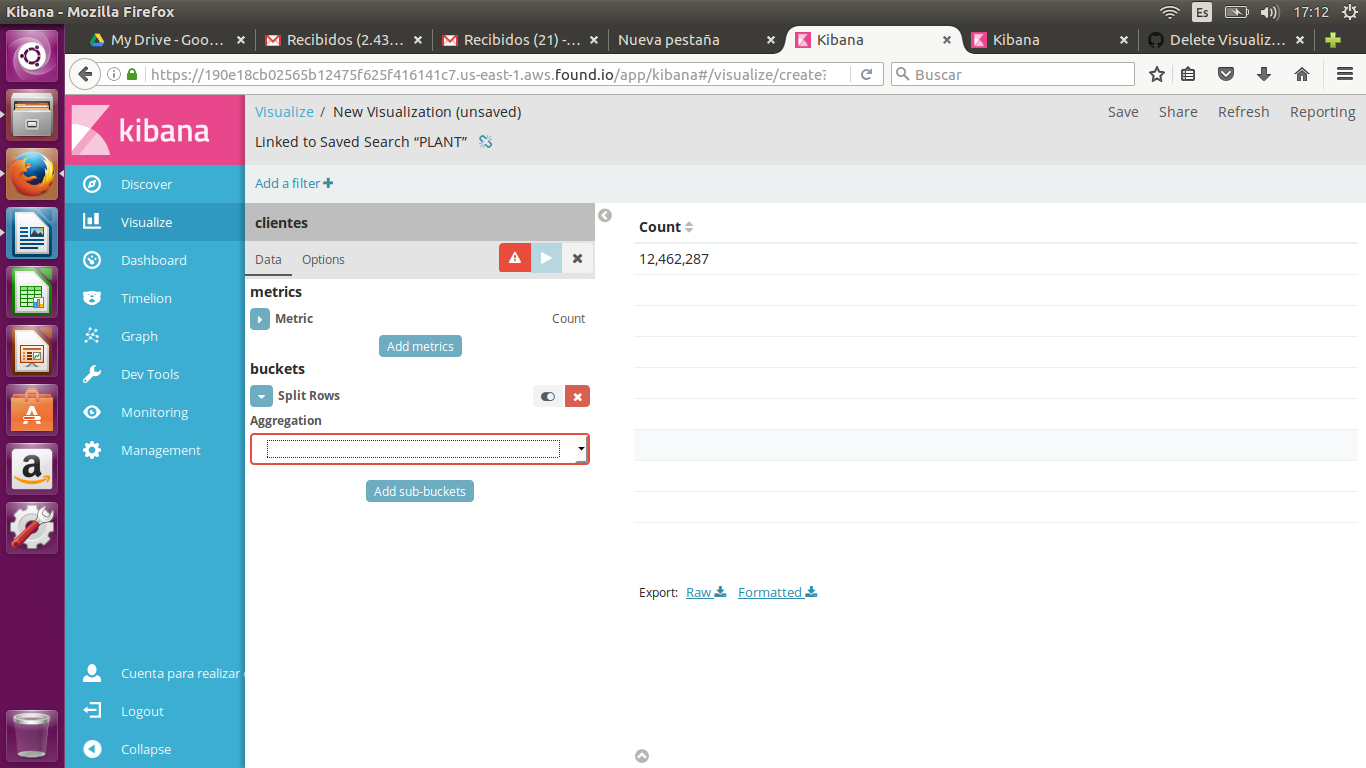 Kibana - Mozilla Firefox
Es
17:12
My Drive - Goo...
Recibidos (2.43...
Recibidos (21) -...
Nueva pestaña
Kibana
Kibana
Delete Visualiz...
https://190e18cb02565b12475f625f416141c7.us-east-1.aws.found.io/app/kibana#/visualize/create?
Buscar
kibana
Visualize / New Visualization (unsaved)
Save
Share
Refresh
Reporting
Linked to Saved Search “PLANT”
Add a filter
Discover
Visualize
Dashboard
Timelion
Graph
Dev Tools
Monitoring
Management
Cuenta para realizar
Logout
Collapse
clientes
Data
Options
metrics
Metric
Count
Add metrics
buckets
Split Rows
Aggregation
Add sub-buckets
Count
12,462,287
Export: Raw Formatted